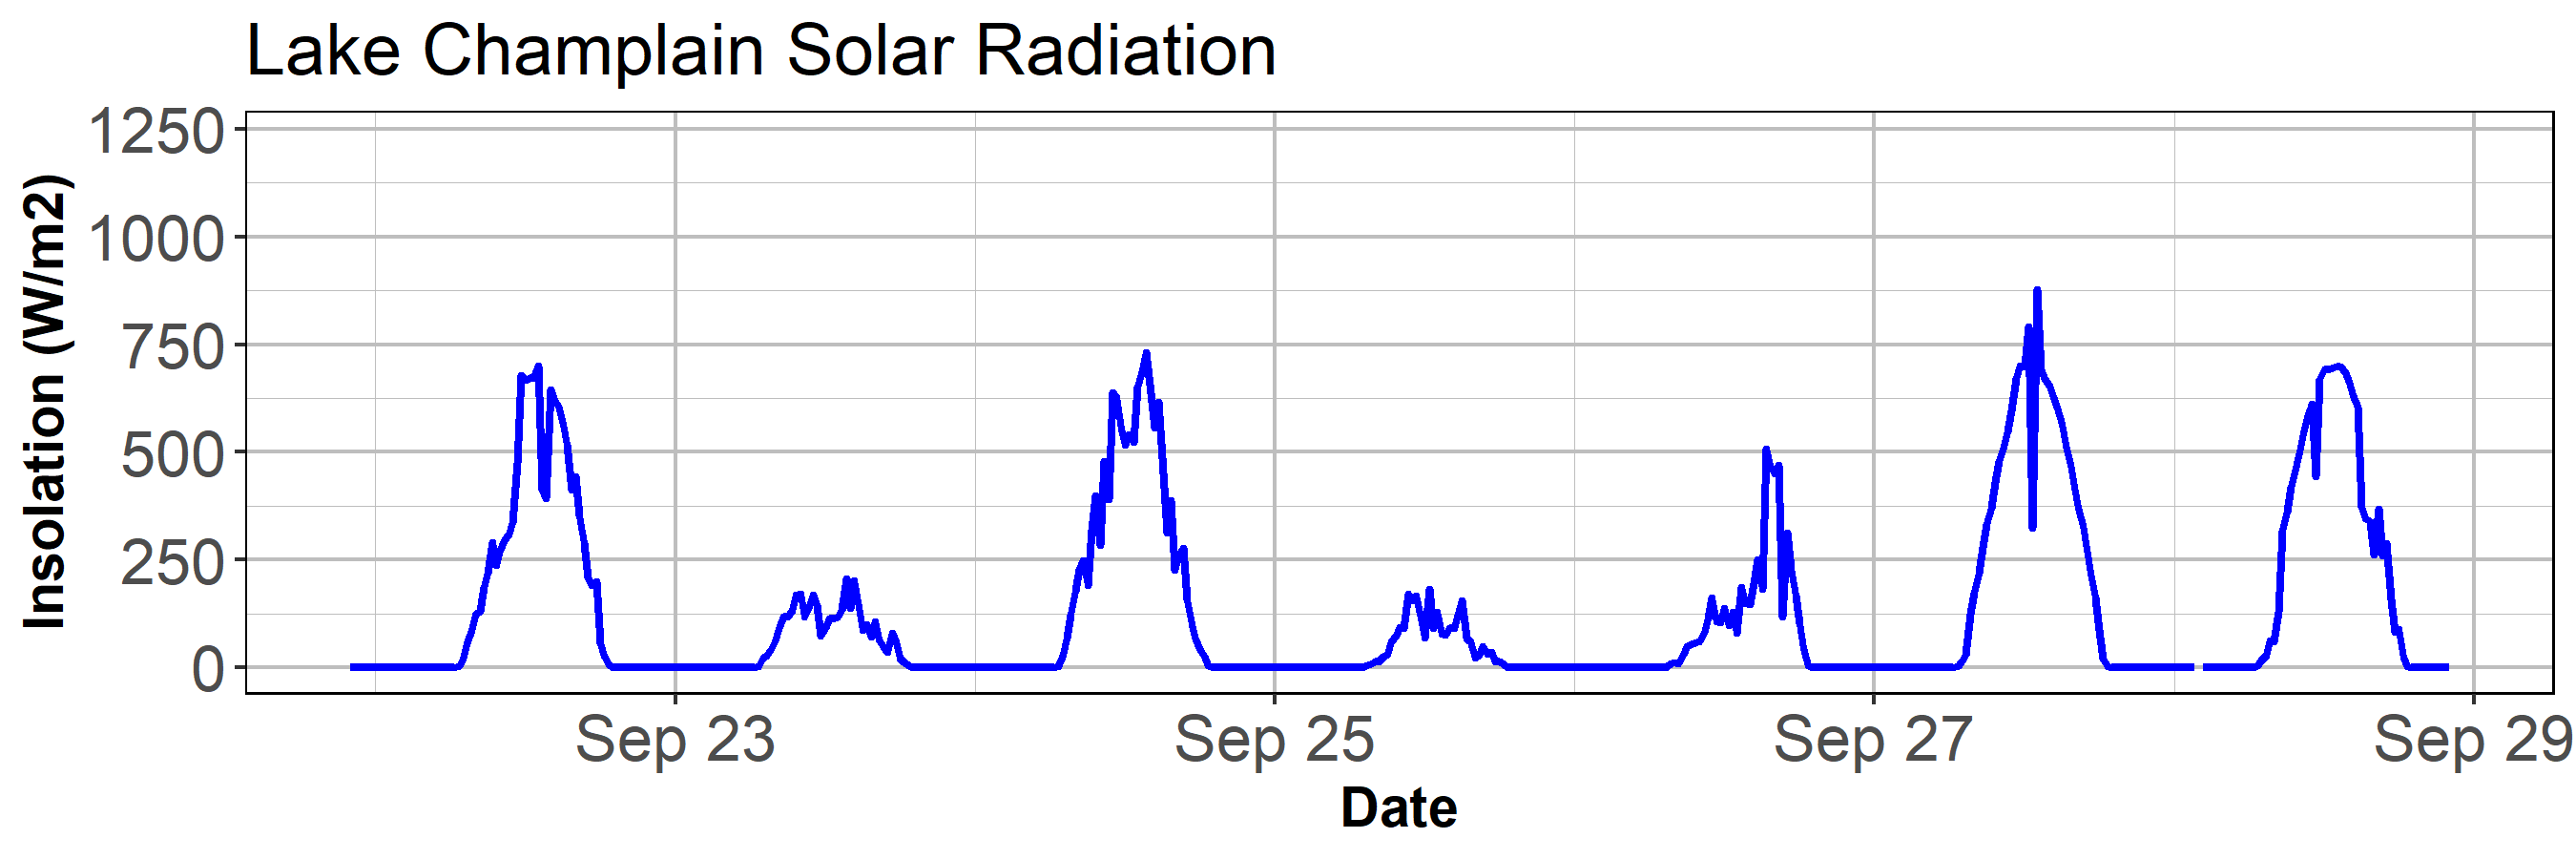 Lake Champlain Solar Radiation
1250
1000
750
500
250
0
Insolation (W/m2)
Sep 23 Sep 25 Sep 27 Sep 29
Date